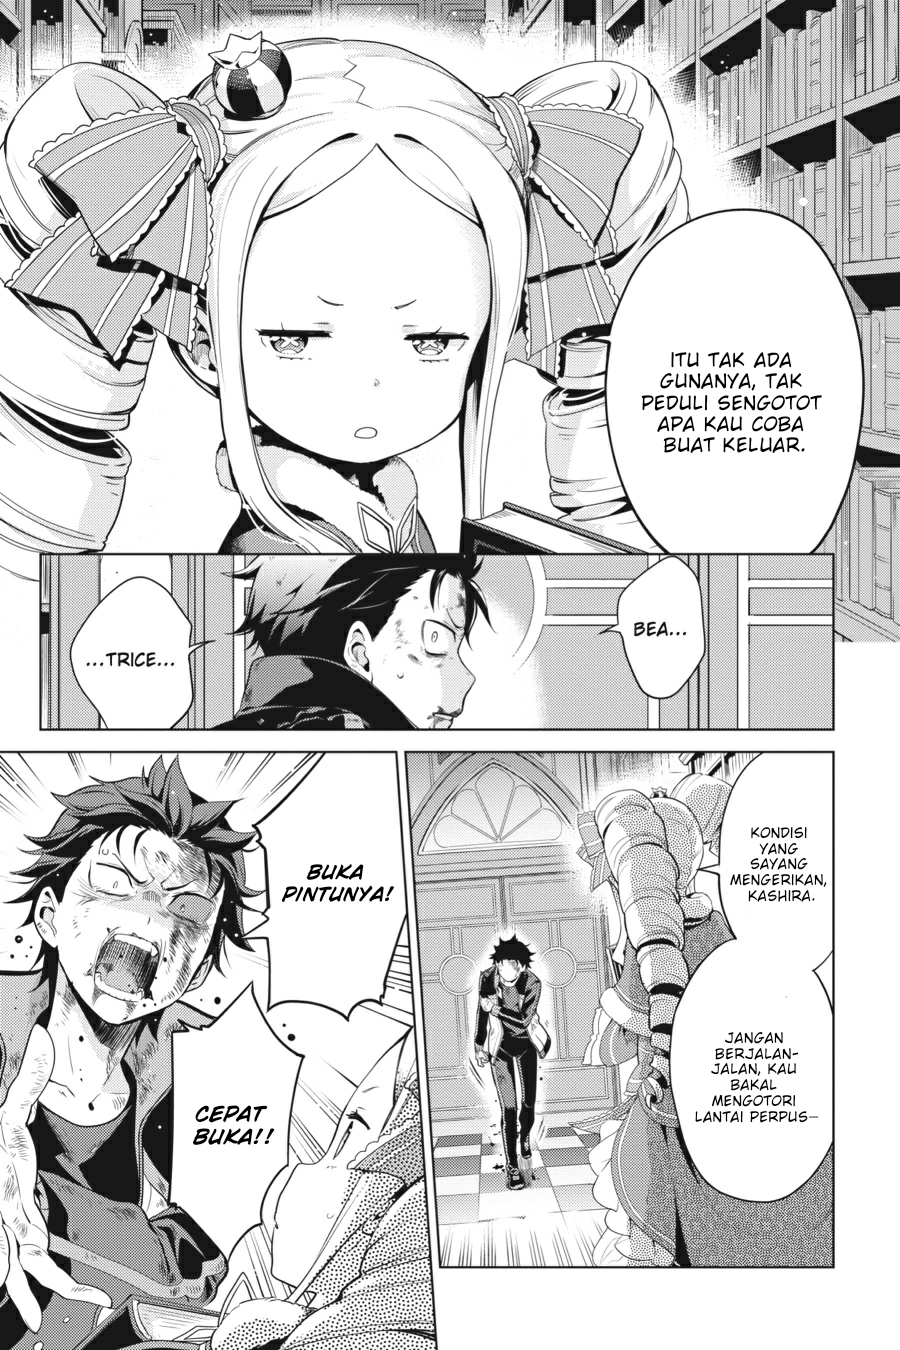 ITU TAK ADA
GUNANYA, TAK
PEDULI SENGOTOT
APA KAU COBA
BUAT KELUAR.
BEA...
...TRICE...
KONDISI
YANG
SAYANG
MENGERIKAN,
KASHIRA.
JANGAN
BERJALAN-
JALAN, KAU
BAKAL
MENGOTORI
LANTAI PERPUS–
BUKA
PINTUNYA!
CEPAT
BUKA!!